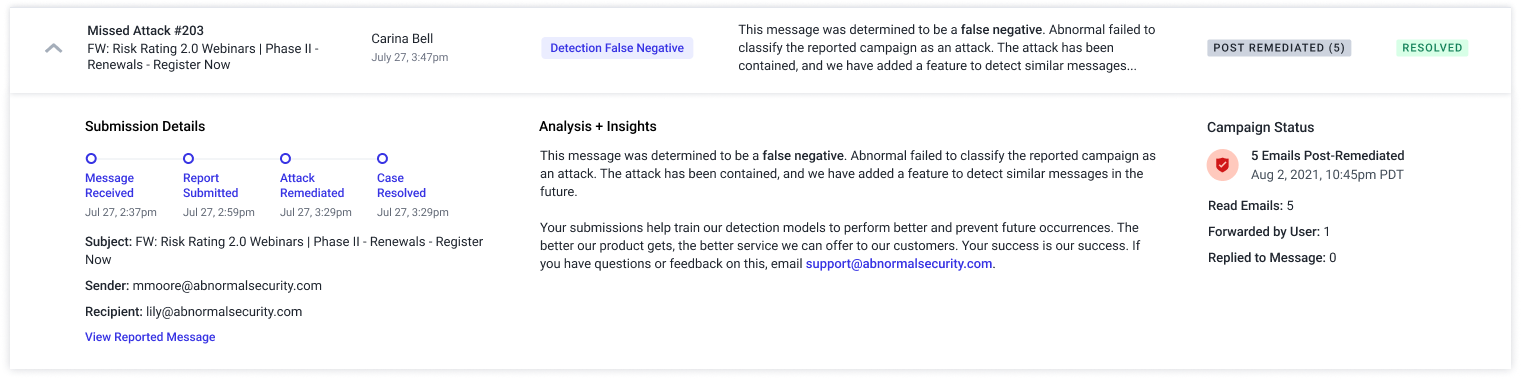 Missed Attack #203
FW: Risk Rating 2.0 Webinars | Phase II -
Renewals - Register Now
Carina Bell
July 27, 3:47pm
Detection False Negative
This message was determined to be a false negative. Abnormal failed to
classify the reported campaign as an attack. The attack has been
contained, and we have added a feature to detect similar messages...
POST REMEDIATED (5)
RESOLVED
Submission Details
Message
Received
Jul 27, 2:37pm
Report
Submitted
Jul 27, 2:59pm
Attack
Remediated
Jul 27, 3:29pm
Case
Resolved
Jul 27, 3:29pm
Subject: FW: Risk Rating 2.0 Webinars | Phase II - Renewals - Register
Now
Sender: mmoore@abnormalsecurity.com
Recipient: lily@abnormalsecurity.com
View Reported Message
Analysis + Insights
This message was determined to be a false negative. Abnormal failed to classify the reported campaign as
an attack. The attack has been contained, and we have added a feature to detect similar messages in the
future.
Your submissions help train our detection models to perform better and prevent future occurrences. The
better our product gets, the better service we can offer to our customers. Your success is our success. If
you have questions or feedback on this, email support@abnormalsecurity.com.
Campaign Status
5 Emails Post-Remediated
Aug 2, 2021, 10:45pm PDT
Read Emails: 5
Forwarded by User: 1
Replied to Message: 0